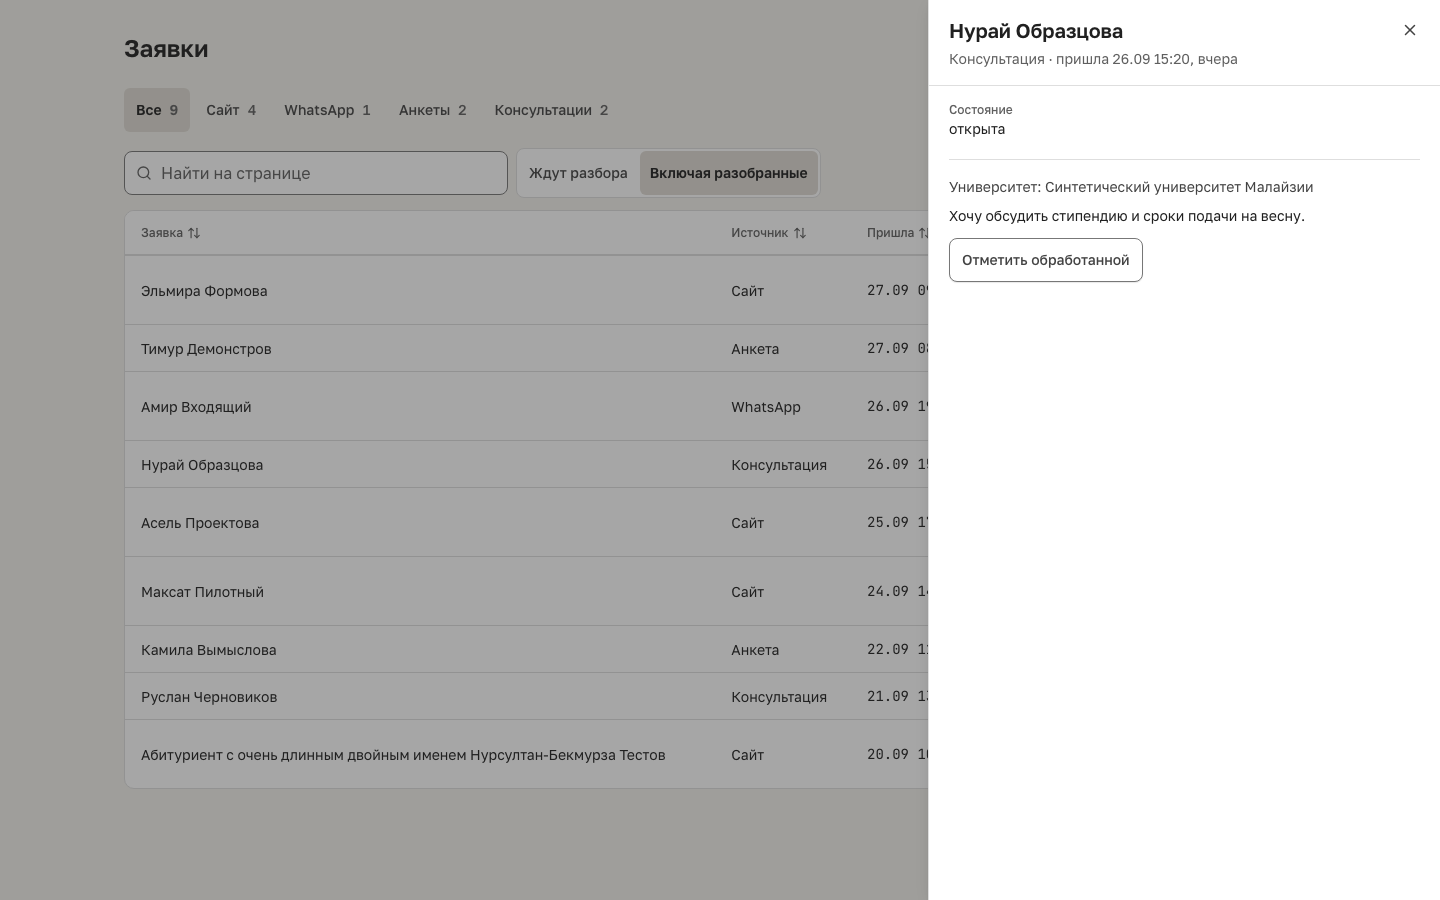 Заявки
Все 9 Сайт 4 WhatsApp 1 Анкеты 2 Консультации 2
Найти на странице Ждут разбора Включая разобранные
Заявка Источник Пришла
Эльмира Формова Сайт 27.09
Тимур Демонстров Анкета 27.09
Амир Входящий WhatsApp 26.09
Нурай Образцова Консультация 26.09
Асель Проектова Сайт 25.09
Максат Пилотный Сайт 24.09
Камила Вымыслова Анкета 22.09
Руслан Черновиков Консультация 21.09
Абитуриент с очень длинным двойным именем Нурсултан-Бекмурза Тестов Сайт 20.09
Нурай Образцова
Консультация · пришла 26.09 15:20, вчера
Состояние
открыта
Университет: Синтетический университет Малайзии
Хочу обсудить стипендию и сроки подачи на весну.
Отметить обработанной